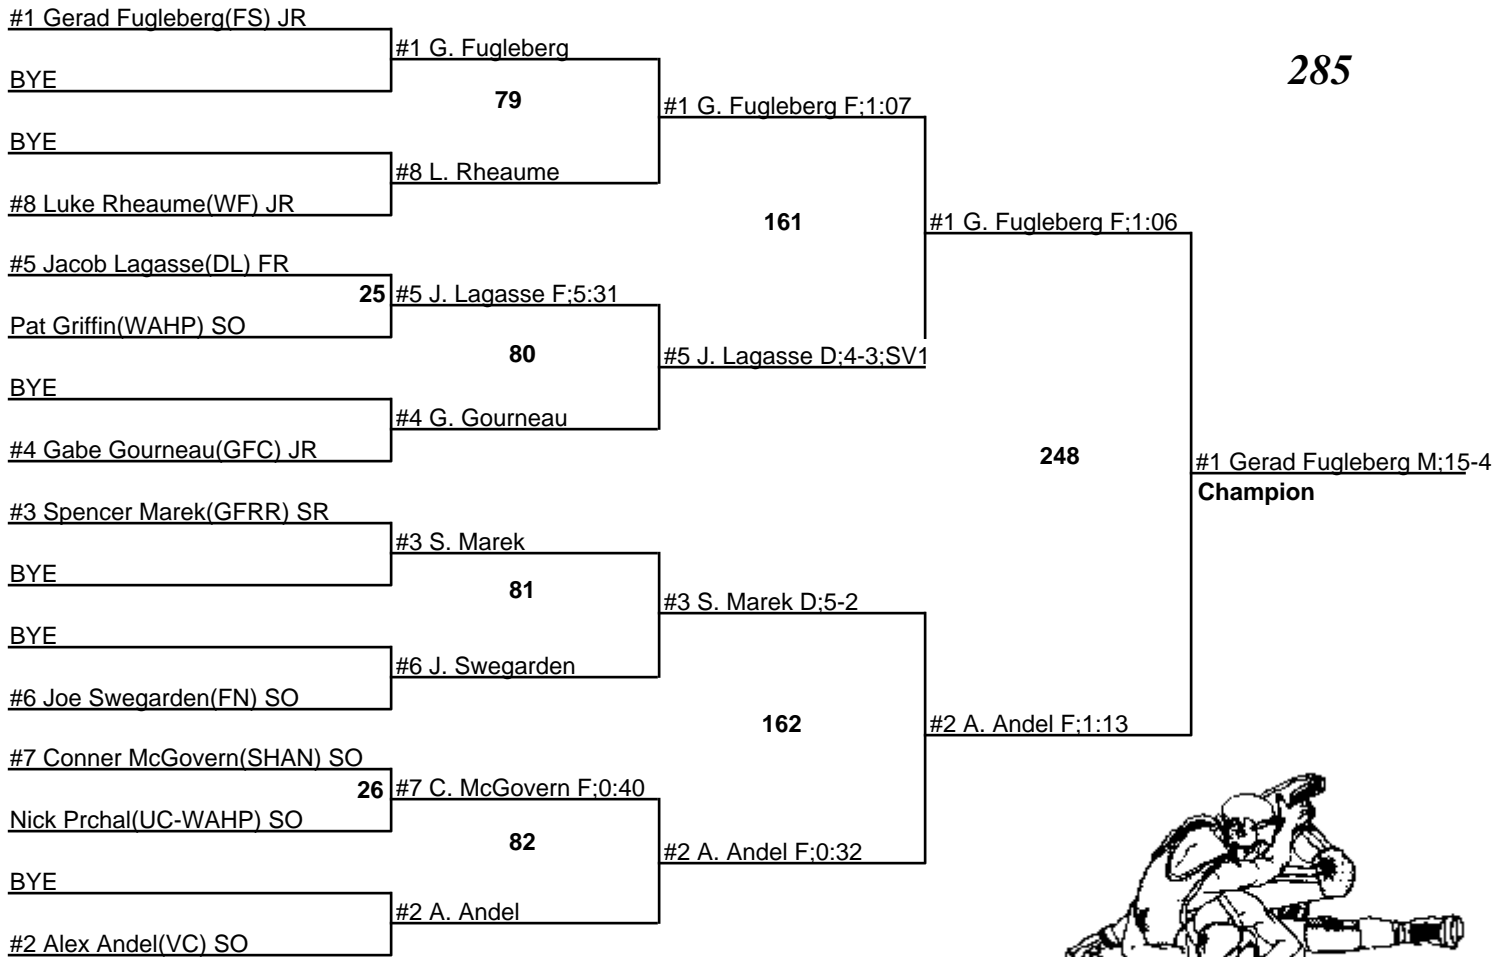 #1 Gerad Fugleberg(FS) JR
#1 G. Fugleberg
285
BYE
79
#1 G. Fugleberg F;1:07
BYE
#8 L. Rheaume
#8 Luke Rheaume(WF) JR
161
#1 G. Fugleberg F;1:06
#5 Jacob Lagasse(DL) FR
25
#5 J. Lagasse F;5:31
Pat Griffin(WAHP) SO
80
#5 J. Lagasse D;4-3;SV1
BYE
#4 G. Gourneau
#4 Gabe Gourneau(GFC) JR
248
#1 Gerad Fugleberg M;15-4
Champion
#3 Spencer Marek(GFRR) SR
#3 S. Marek
BYE
81
#3 S. Marek D;5-2
BYE
#6 J. Swegarden
#6 Joe Swegarden(FN) SO
162
#2 A. Andel F;1:13
#7 Conner McGovern(SHAN) SO
26
#7 C. McGovern F;0:40
Nick Prchal(UC-WAHP) SO
82
#2 A. Andel F;0:32
BYE
#2 A. Andel
#2 Alex Andel(VC) SO